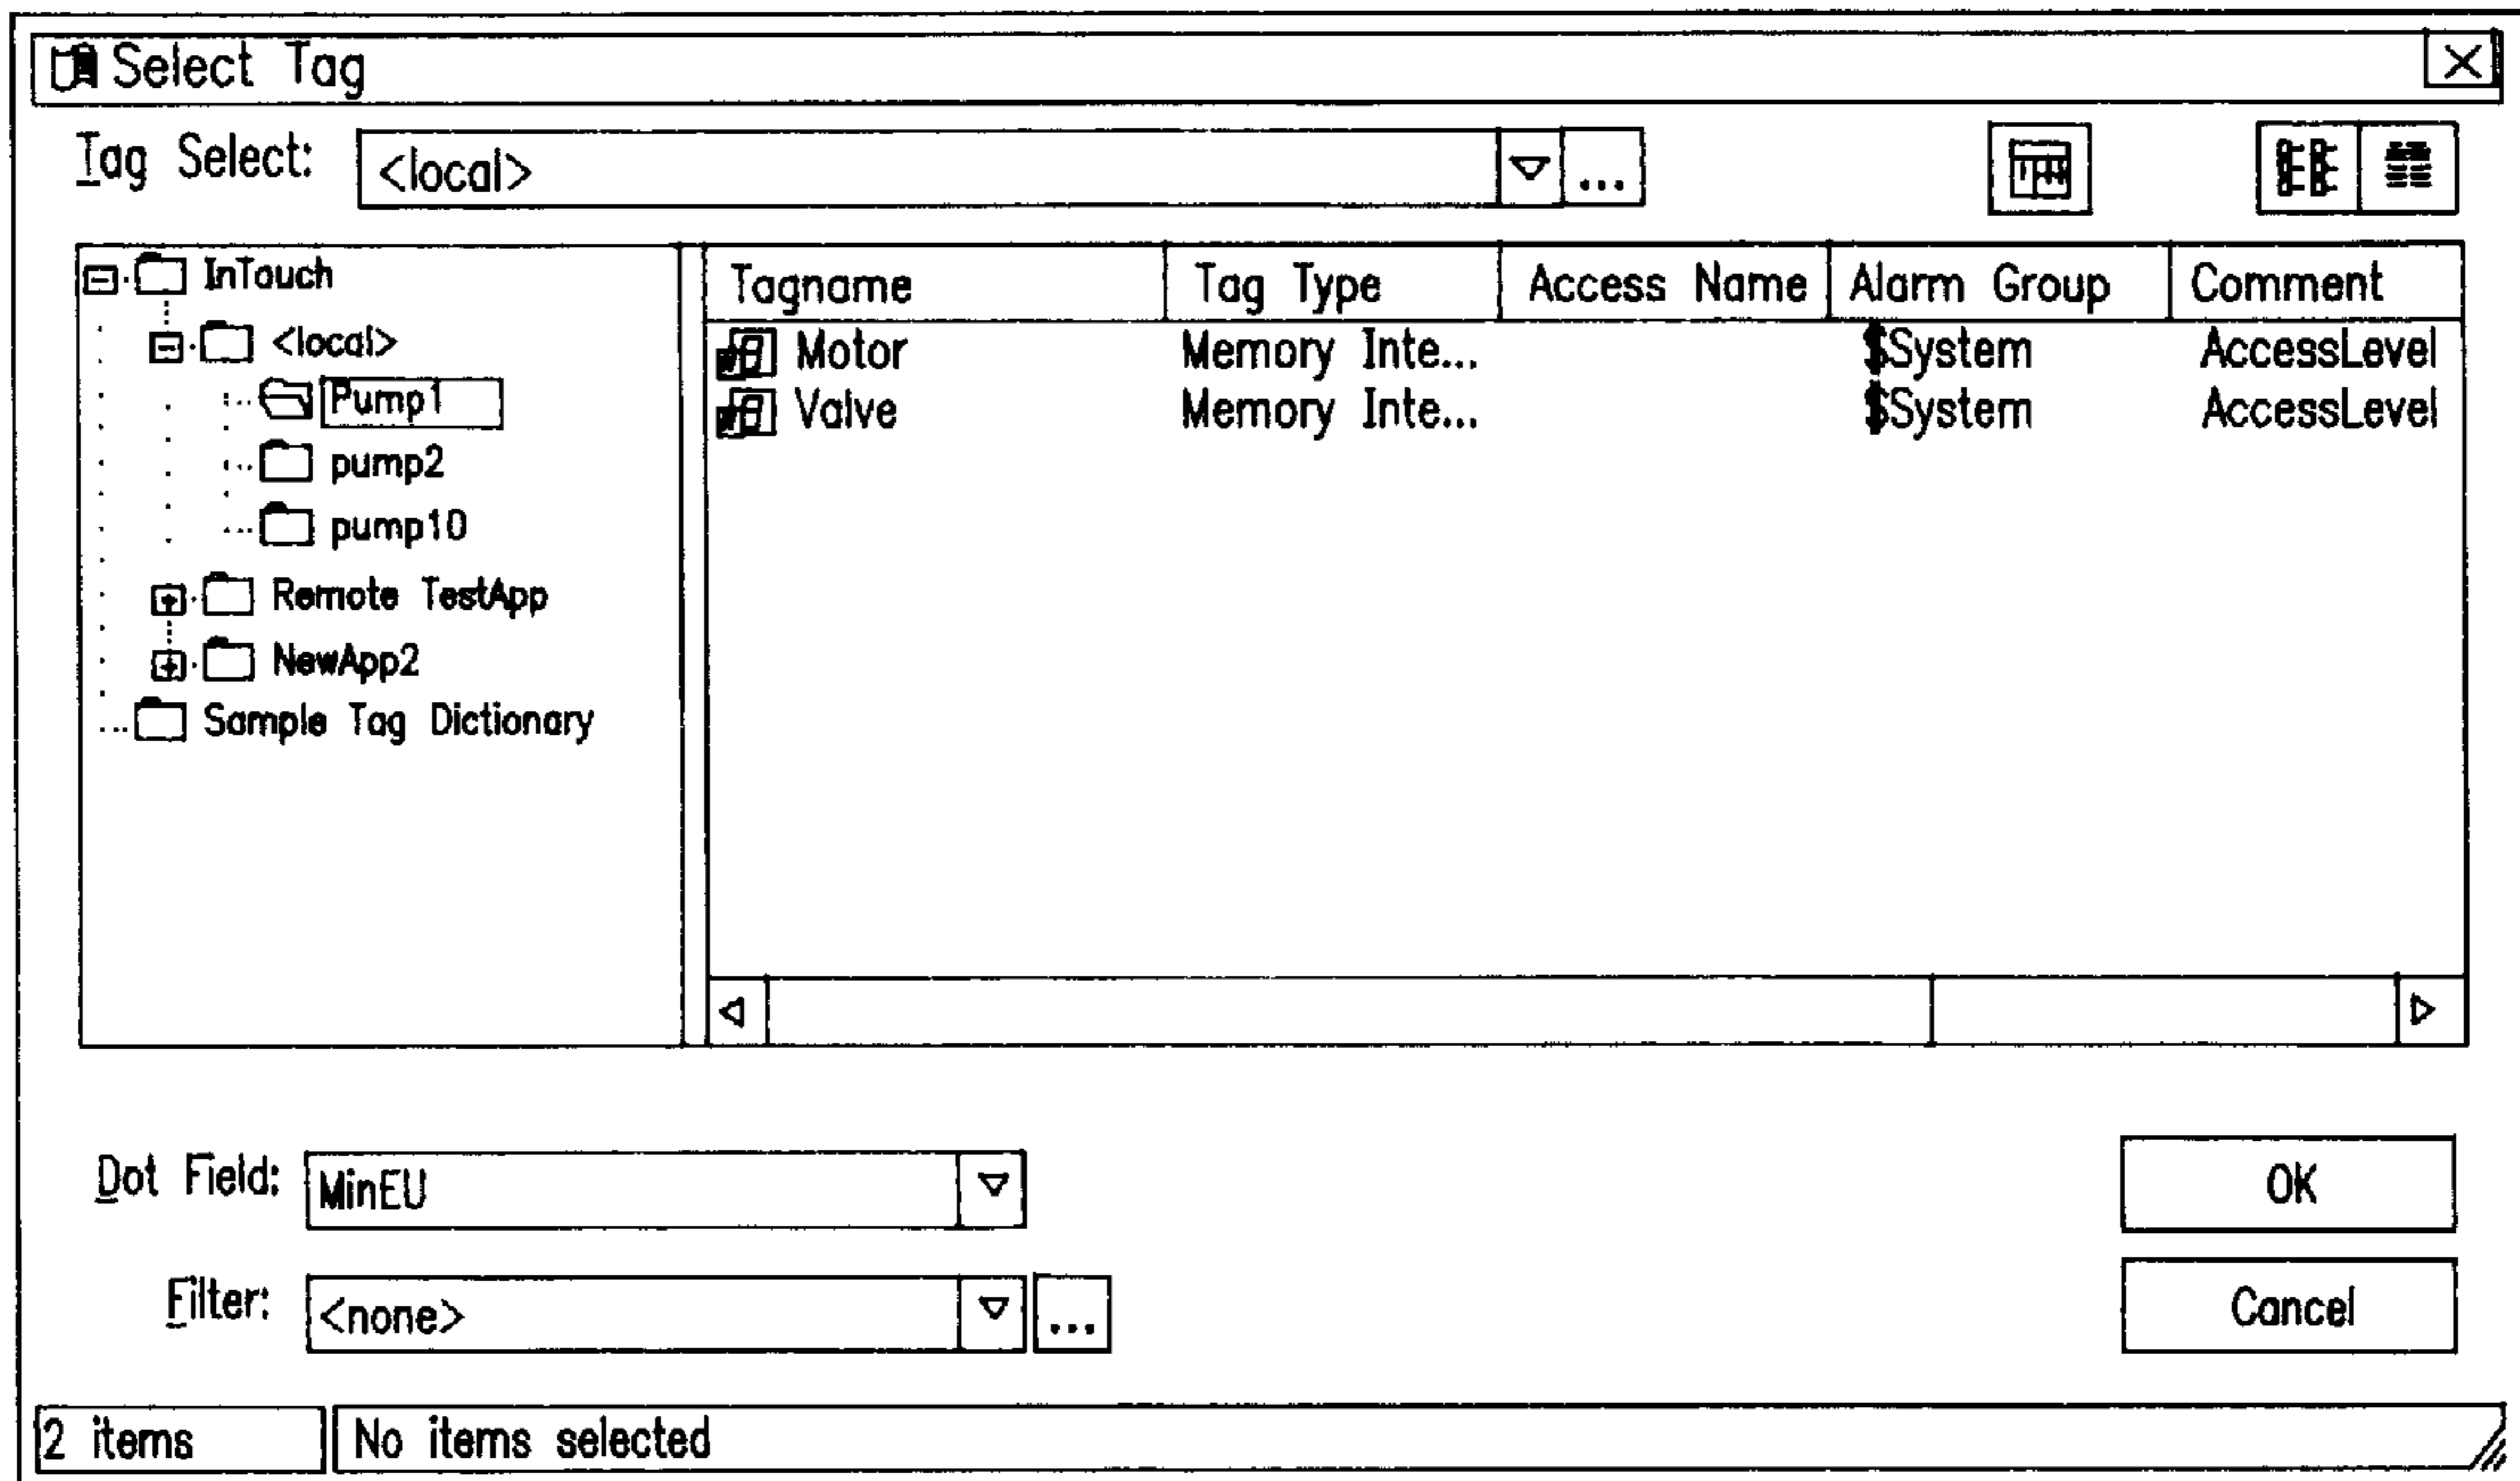 Select Tag
Tag Select: <local> ...
InTouch
<local>
Pump1
pump2
pump10
Remote TestApp
NewApp2
Sample Tag Dictionary
Tagname Tag Type Access Name Alarm Group Comment
Motor Memory Inte... $System AccessLevel
Valve Memory Inte... $System AccessLevel
Dot Field: MinEU
OK
Filter: <none> ...
Cancel
2 items No items selected